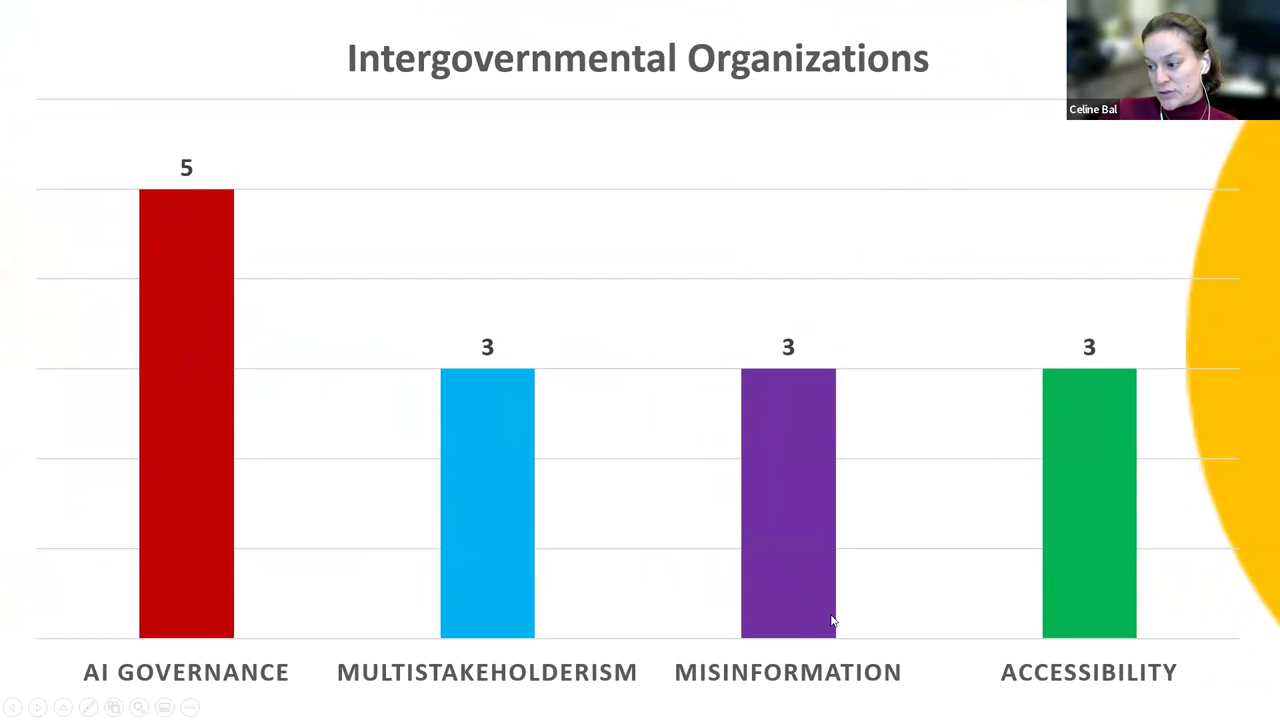 Intergovernmental Organizations
Celine Bal
5
3
3
3
AI GOVERNANCE
MULTISTAKEHOLDERISM
MISINFORMATION
ACCESSIBILITY